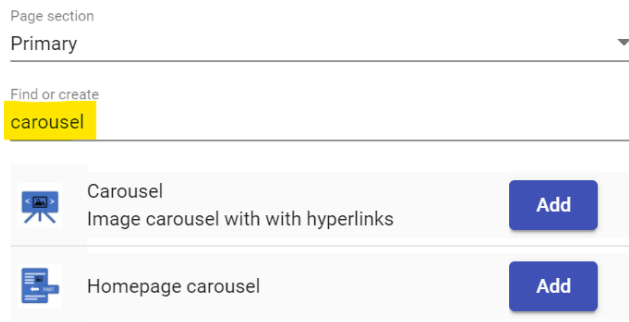 Page section
Primary
Find or create
carousel
Carousel
Image carousel with with hyperlinks
Add
Homepage carousel
Add